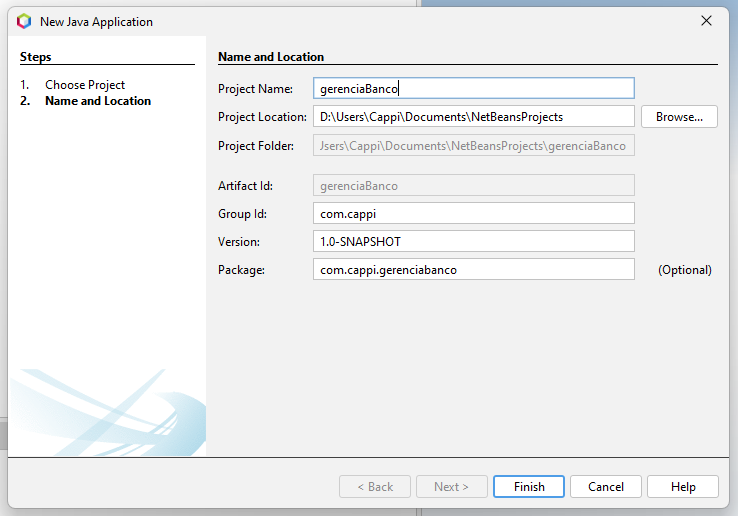 New Java Application
Steps
1. Choose Project
2. Name and Location
Name and Location
Project Name: gerenciaBanco
Project Location: D:\Users\Cappi\Documents\NetBeansProjects Browse...
Project Folder: Jsers\Cappi\Documents\NetBeansProjects\gerenciaBanco
Artifact Id: gerenciaBanco
Group Id: com.cappi
Version: 1.0-SNAPSHOT
Package: com.cappi.gerenciabanco (Optional)
< Back Next > Finish Cancel Help